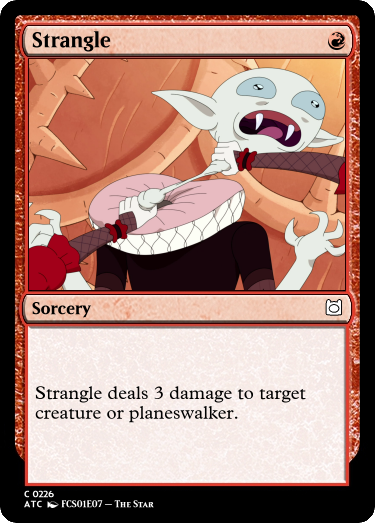 Strangle
Sorcery
Strangle deals 3 damage to target
creature or planeswalker.
C 0226
ATC FCS01E07 – The Star